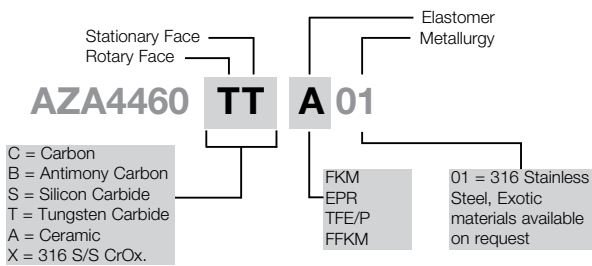 Stationary Face
Rotary Face
Elastomer
Metallurgy
AZA4460 TT A 01
C = Carbon
B = Antimony Carbon
S = Silicon Carbide
T = Tungsten Carbide
A = Ceramic
X = 316 S/S CrOx.
FKM
EPR
TFE/P
FFKM
01 = 316 Stainless
Steel, Exotic
materials available
on request